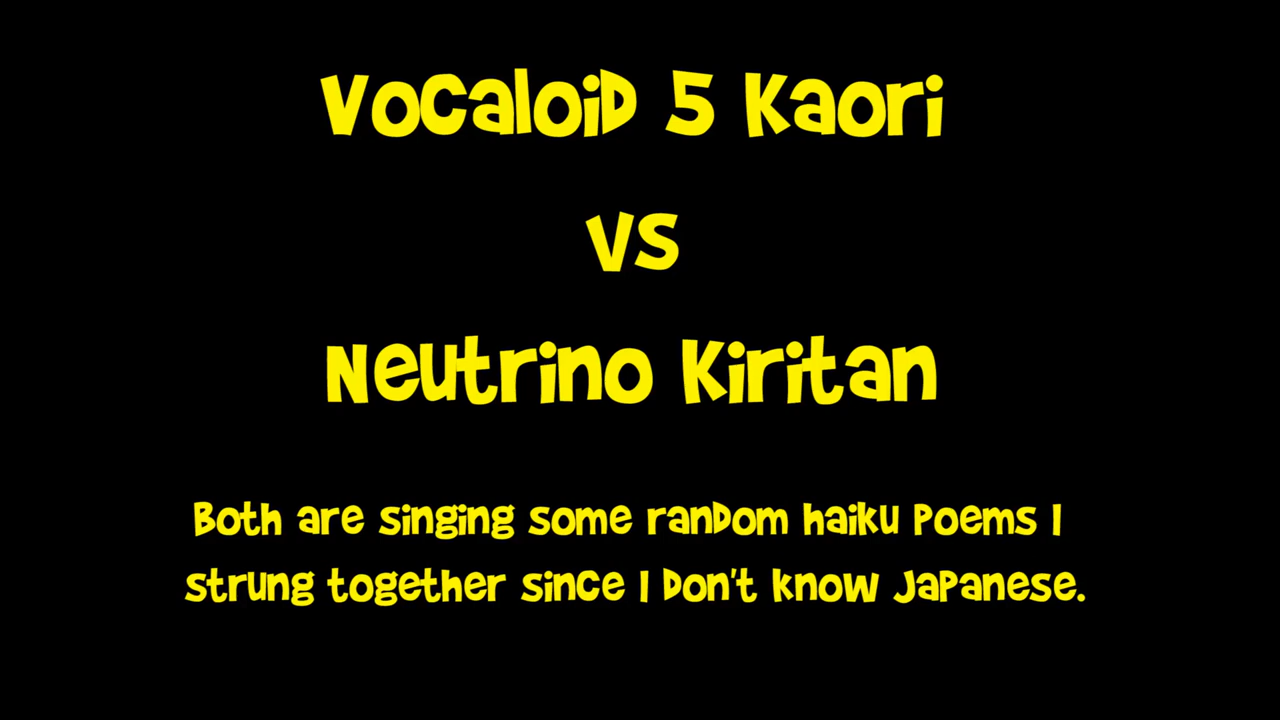 Vocaloid 5 Kaori
vs
Neutrino Kiritan
Both are singing some random haiku poems I
strung together since I don't know Japanese.